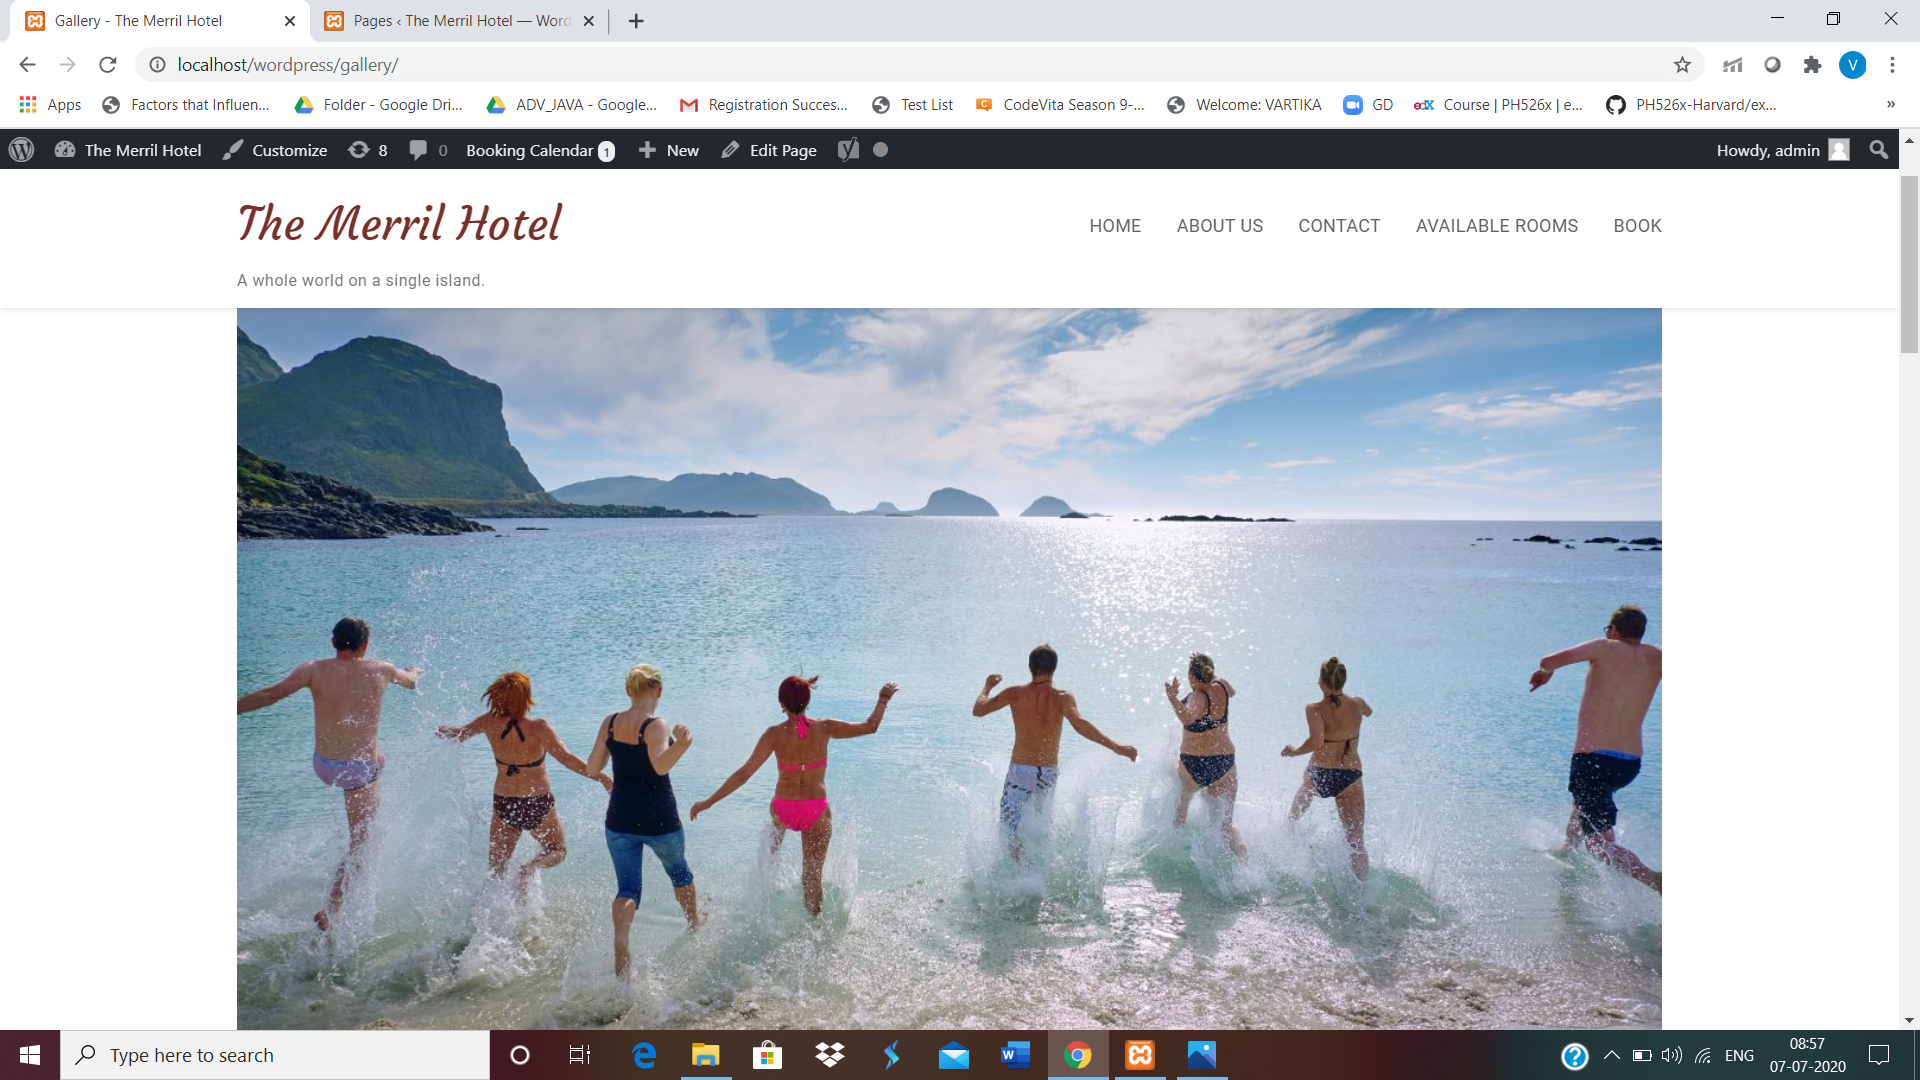 Gallery - The Merril Hotel
Pages ‹ The Merril Hotel — Word
localhost/wordpress/gallery/
V
Apps
Factors that Influen...
Folder - Google Dri...
ADV_JAVA - Google...
Registration Succes...
Test List
CodeVita Season 9-...
Welcome: VARTIKA
GD
edX
Course | PH526x | e...
PH526x-Harvard/ex...
»
The Merril Hotel
Customize
8
0
Booking Calendar 1
New
Edit Page
Howdy, admin
The Merril Hotel
HOME
ABOUT US
CONTACT
AVAILABLE ROOMS
BOOK
A whole world on a single island.
Type here to search
ENG
08:57
07-07-2020